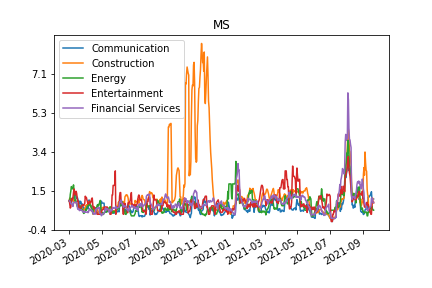 MS
Communication
Construction
Energy
Entertainment
Financial Services
7.1
5.3
3.4
1.5
-0.4
2020-03 2020-05 2020-07 2020-09 2020-11 2021-01 2021-03 2021-05 2021-07 2021-09